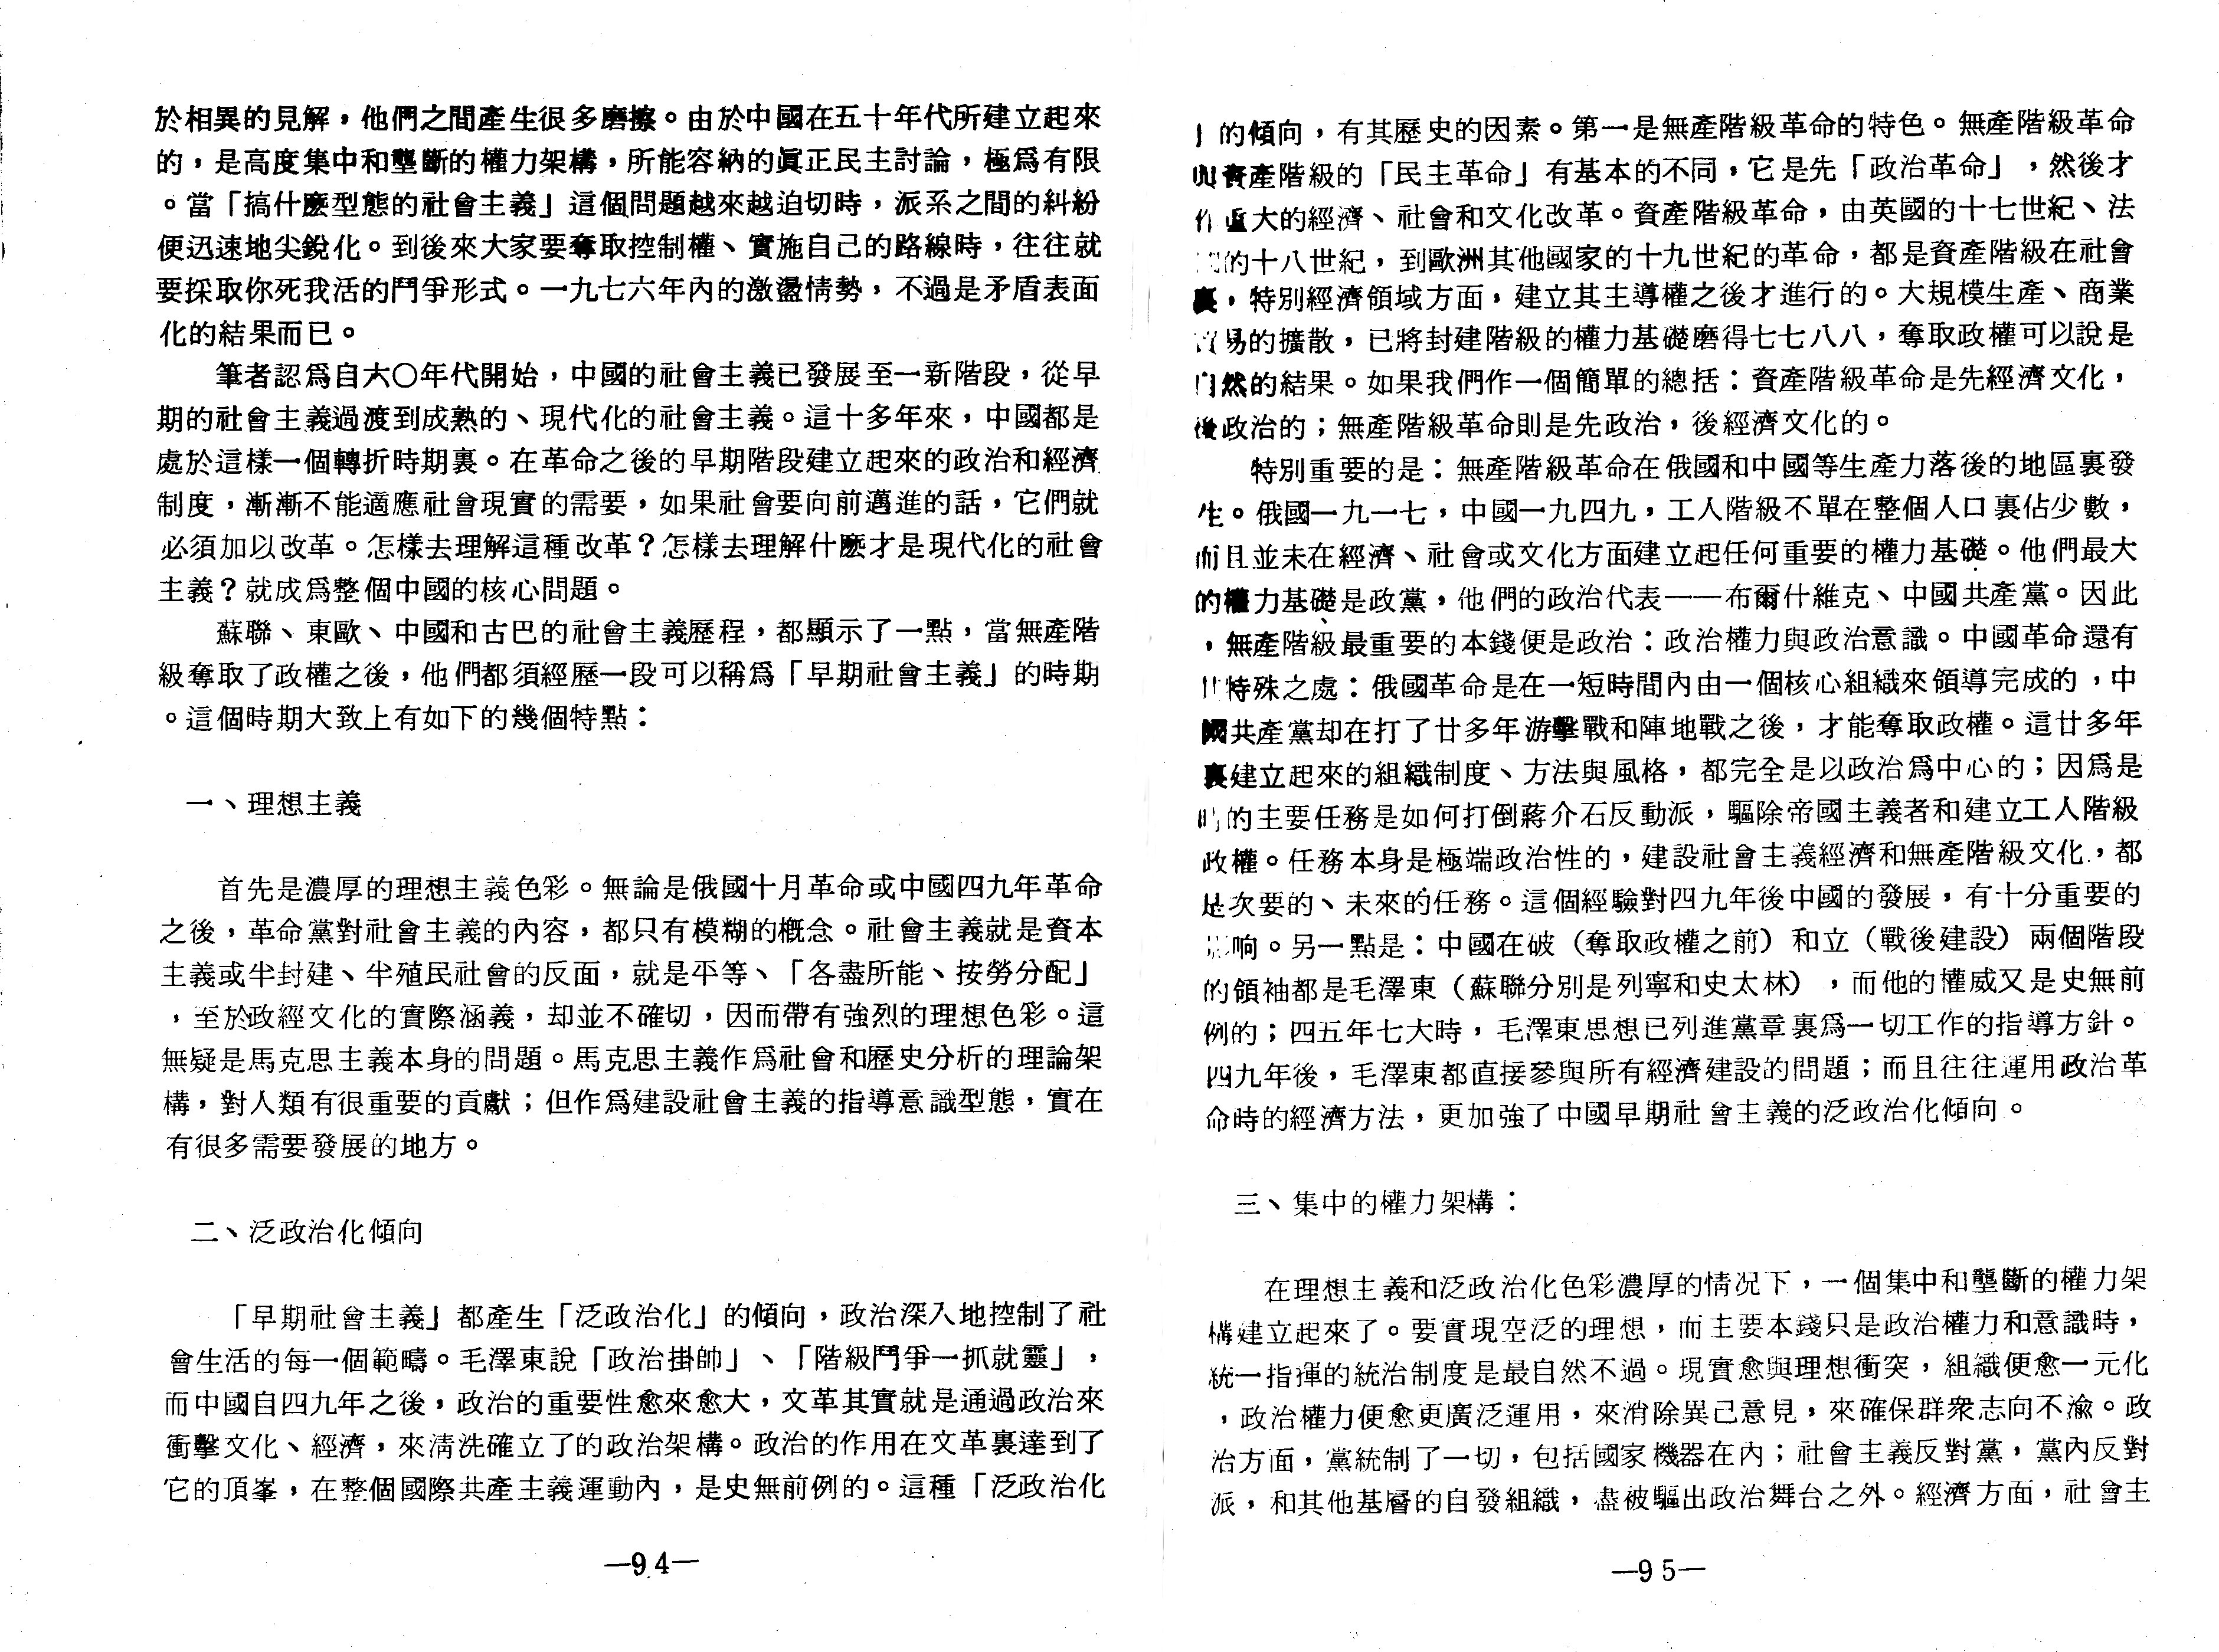 於相異的見解，他們之間產生很多磨擦。由於中國在五十年代所建立起來
的，是高度集中和壟斷的權力架構，所能容納的眞正民主討論，極爲有限
。當「搞什麽型態的社會主義」這個問題越來越迫切時，派系之間的糾紛
便迅速地尖銳化。到後來大家要奪取控制權、實施自己的路線時，往往就
要採取你死我活的鬥爭形式。一九七六年內的激盪情勢，不過是矛盾表面
化的結果而已。
筆者認爲自六〇年代開始，中國的社會主義已發展至一新階段，從早
期的社會主義過渡到成熟的、現代化的社會主義。這十多年來，中國都是
處於這樣一個轉折時期裏。在革命之後的早期階段建立起來的政治和經濟
制度，漸漸不能適應社會現實的需要，如果社會要向前邁進的話，它們就
必須加以改革。怎樣去理解這種改革？怎樣去理解什麽才是現代化的社會
主義？就成爲整個中國的核心問題。
蘇聯、東歐、中國和古巴的社會主義歷程，都顯示了一點，當無產階
級奪取了政權之後，他們都須經歷一段可以稱爲「早期社會主義」的時期
。這個時期大致上有如下的幾個特點：
一、理想主義
首先是濃厚的理想主義色彩。無論是俄國十月革命或中國四九年革命
之後，革命黨對社會主義的內容，都只有模糊的概念。社會主義就是資本
主義或半封建、半殖民社會的反面，就是平等、「各盡所能、按勞分配」
，至於政經文化的實際涵義，却並不確切，因而帶有強烈的理想色彩。這
無疑是馬克思主義本身的問題。馬克思主義作爲社會和歷史分析的理論架
構，對人類有很重要的貢獻；但作爲建設社會主義的指導意識型態，實在
有很多需要發展的地方。
二、泛政治化傾向
「早期社會主義」都產生「泛政治化」的傾向，政治深入地控制了社
會生活的每一個範疇。毛澤東說「政治掛帥」、「階級鬥爭一抓就靈」，
而中國自四九年之後，政治的重要性愈來愈大，文革其實就是通過政治來
衝擊文化、經濟，來淸洗確立了的政治架構。政治的作用在文革裏達到了
它的頂峯，在整個國際共產主義運動內，是史無前例的。這種「泛政治化
—94—
」的傾向，有其歷史的因素。第一是無產階級革命的特色。無產階級革命
與資產階級的「民主革命」有基本的不同，它是先「政治革命」，然後才
作重大的經濟、社會和文化改革。資產階級革命，由英國的十七世紀、法
的十八世紀，到歐洲其他國家的十九世紀的革命，都是資產階級在社會
裏，特別經濟領域方面，建立其主導權之後才進行的。大規模生產、商業
貿易的擴散，已將封建階級的權力基礎磨得七七八八，奪取政權可以說是
自然的結果。如果我們作一個簡單的總括：資產階級革命是先經濟文化，
後政治的；無產階級革命則是先政治，後經濟文化的。
特別重要的是：無產階級革命在俄國和中國等生產力落後的地區裏發
生。俄國一九一七，中國一九四九，工人階級不單在整個人口裏佔少數，
而且並未在經濟、社會或文化方面建立起任何重要的權力基礎。他們最大
的權力基礎是政黨，他們的政治代表——布爾什維克、中國共產黨。因此
，無產階級最重要的本錢便是政治：政治權力與政治意識。中國革命還有
特殊之處：俄國革命是在一短時間內由一個核心組織來領導完成的，中
國共產黨却在打了廿多年游擊戰和陣地戰之後，才能奪取政權。這廿多年
裏建立起來的組織制度、方法與風格，都完全是以政治爲中心的；因爲是
時的主要任務是如何打倒蔣介石反動派，驅除帝國主義者和建立工人階級
政權。任務本身是極端政治性的，建設社會主義經濟和無產階級文化，都
是次要的、未來的任務。這個經驗對四九年後中國的發展，有十分重要的
影响。另一點是：中國在破（奪取政權之前）和立（戰後建設）兩個階段
的領袖都是毛澤東（蘇聯分別是列寧和史太林），而他的權威又是史無前
例的；四五年七大時，毛澤東思想已列進黨章裏爲一切工作的指導方針。
四九年後，毛澤東都直接參與所有經濟建設的問題；而且往往運用政治革
命時的經濟方法，更加強了中國早期社會主義的泛政治化傾向。
三、集中的權力架構：
在理想主義和泛政治化色彩濃厚的情况下，一個集中和壟斷的權力架
構建立起來了。要實現空泛的理想，而主要本錢只是政治權力和意識時，
統一指揮的統治制度是最自然不過。現實愈與理想衝突，組織便愈一元化
，政治權力便愈更廣泛運用，來消除異己意見，來確保群衆志向不渝。政
治方面，黨統制了一切，包括國家機器在內；社會主義反對黨，黨內反對
派，和其他基層的自發組織，盡被驅出政治舞台之外。經濟方面，社會主
—95—